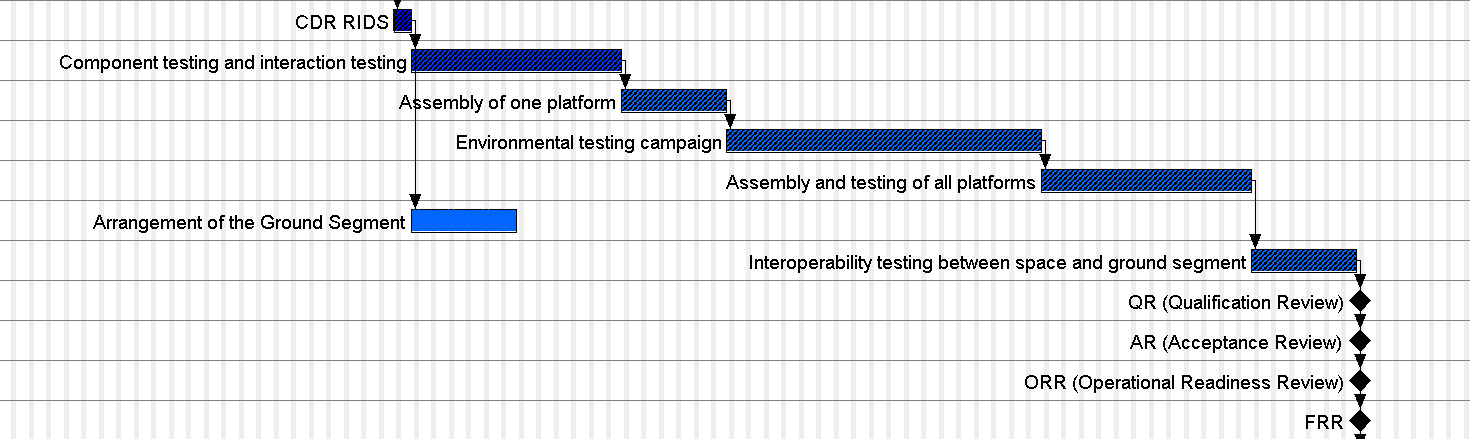 CDR RIDS
Component testing and interaction testing
Assembly of one platform
Environmental testing campaign
Assembly and testing of all platforms
Arrangement of the Ground Segment
Interoperability testing between space and ground segment
QR (Qualification Review)
AR (Acceptance Review)
ORR (Operational Readiness Review)
FRR